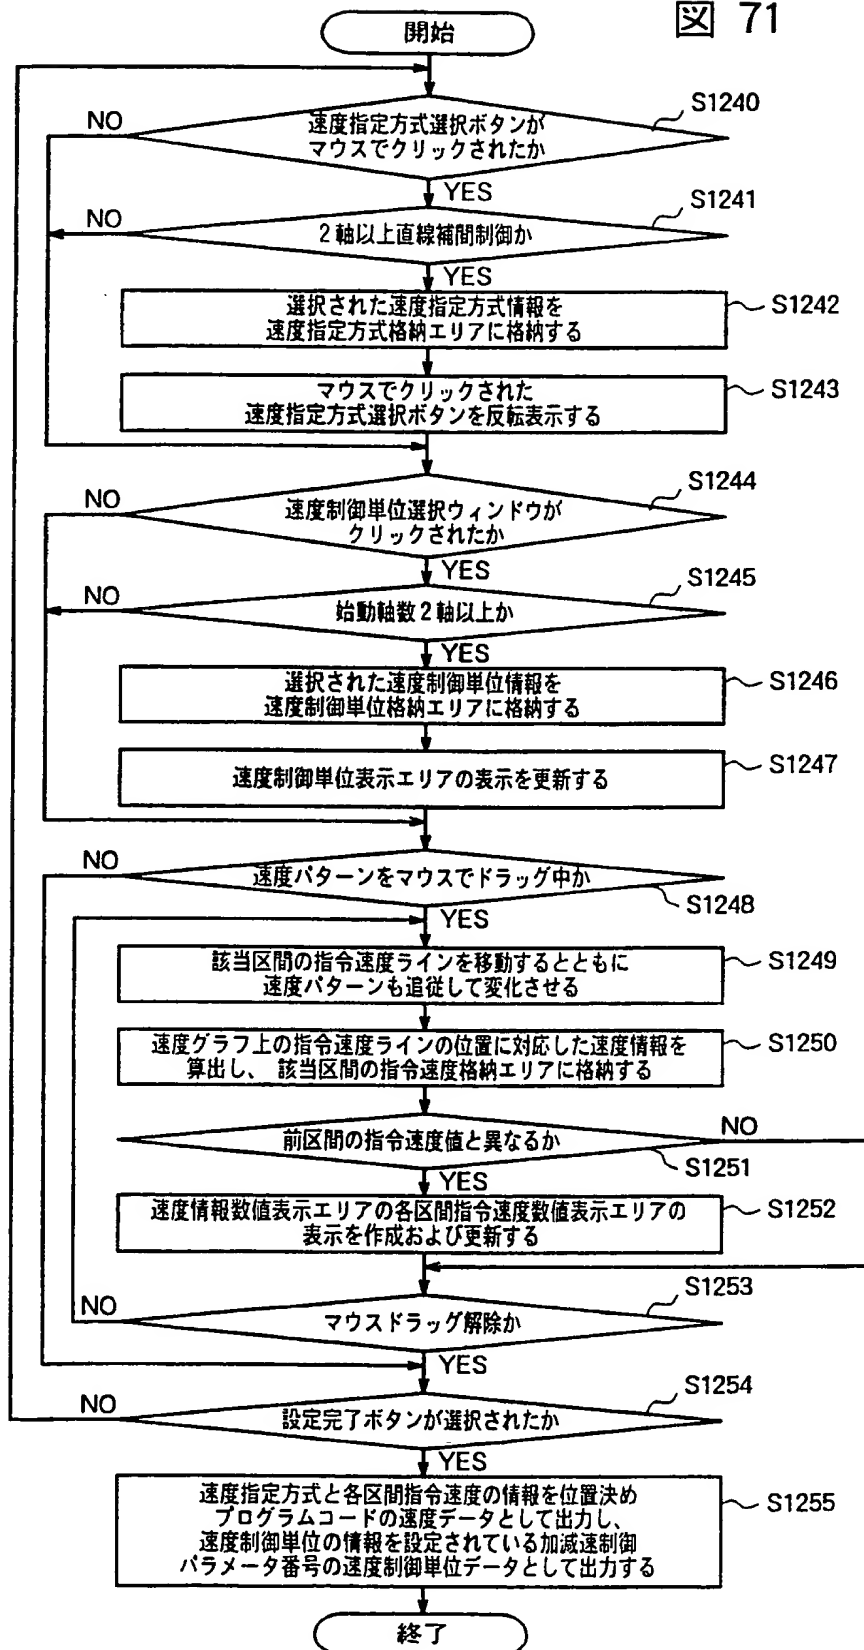 図 71
開始
速度指定方式選択ボタンが
マウスでクリックされたか
S1240
NO
YES
2軸以上直線補間制御か
S1241
NO
YES
選択された速度指定方式情報を
速度指定方式格納エリアに格納する
S1242
マウスでクリックされた
速度指定方式選択ボタンを反転表示する
S1243
速度制御単位選択ウィンドウが
クリックされたか
S1244
NO
YES
始動軸数2軸以上か
S1245
NO
YES
選択された速度制御単位情報を
速度制御単位格納エリアに格納する
S1246
速度制御単位表示エリアの表示を更新する
S1247
NO
速度パターンをマウスでドラッグ中か
S1248
YES
該当区間の指令速度ラインを移動するとともに
速度パターンも追従して変化させる
S1249
速度グラフ上の指令速度ラインの位置に対応した速度情報を
算出し、該当区間の指令速度格納エリアに格納する
S1250
前区間の指令速度値と異なるか
NO
S1251
YES
速度情報数値表示エリアの各区間指令速度数値表示エリアの
表示を作成および更新する
S1252
マウスドラッグ解除か
S1253
NO
YES
設定完了ボタンが選択されたか
S1254
NO
YES
速度指定方式と各区間指令速度の情報を位置決め
プログラムコードの速度データとして出力し、
速度制御単位の情報を設定されている加減速制御
パラメータ番号の速度制御単位データとして出力する
S1255
終了